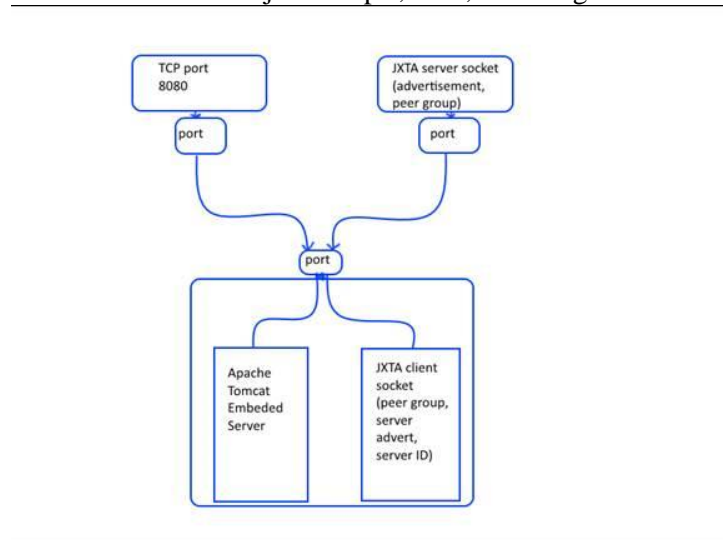 TCP port
8080
JXTA server socket
(advertisement,
peer group)
port
port
port
Apache
Tomcat
Embeded
Server
JXTA client
socket
(peer group,
server
advert,
server ID)